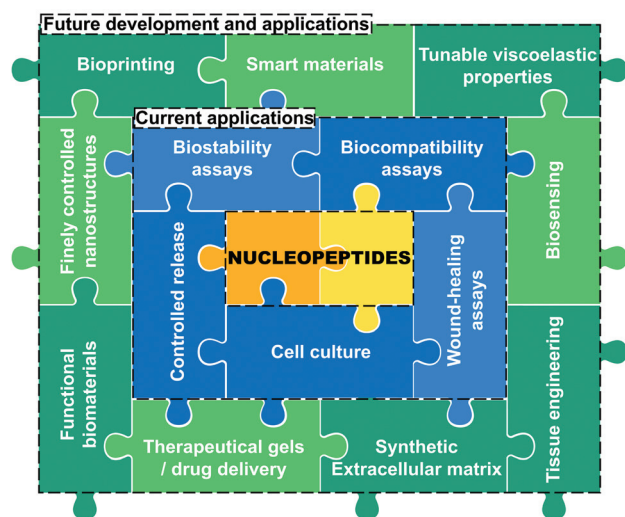 Future development and applications
Bioprinting
Smart materials
Tunable viscoelastic
properties
Current applications
Biostability
assays
Biocompatibility
assays
Finely controlled
nanostructures
Controlled release
NUCLEOPEPTIDES
Wound-healing
assays
Biosensing
Cell culture
Functional
biomaterials
Therapeutical gels
/ drug delivery
Synthetic
Extracellular matrix
Tissue engineering